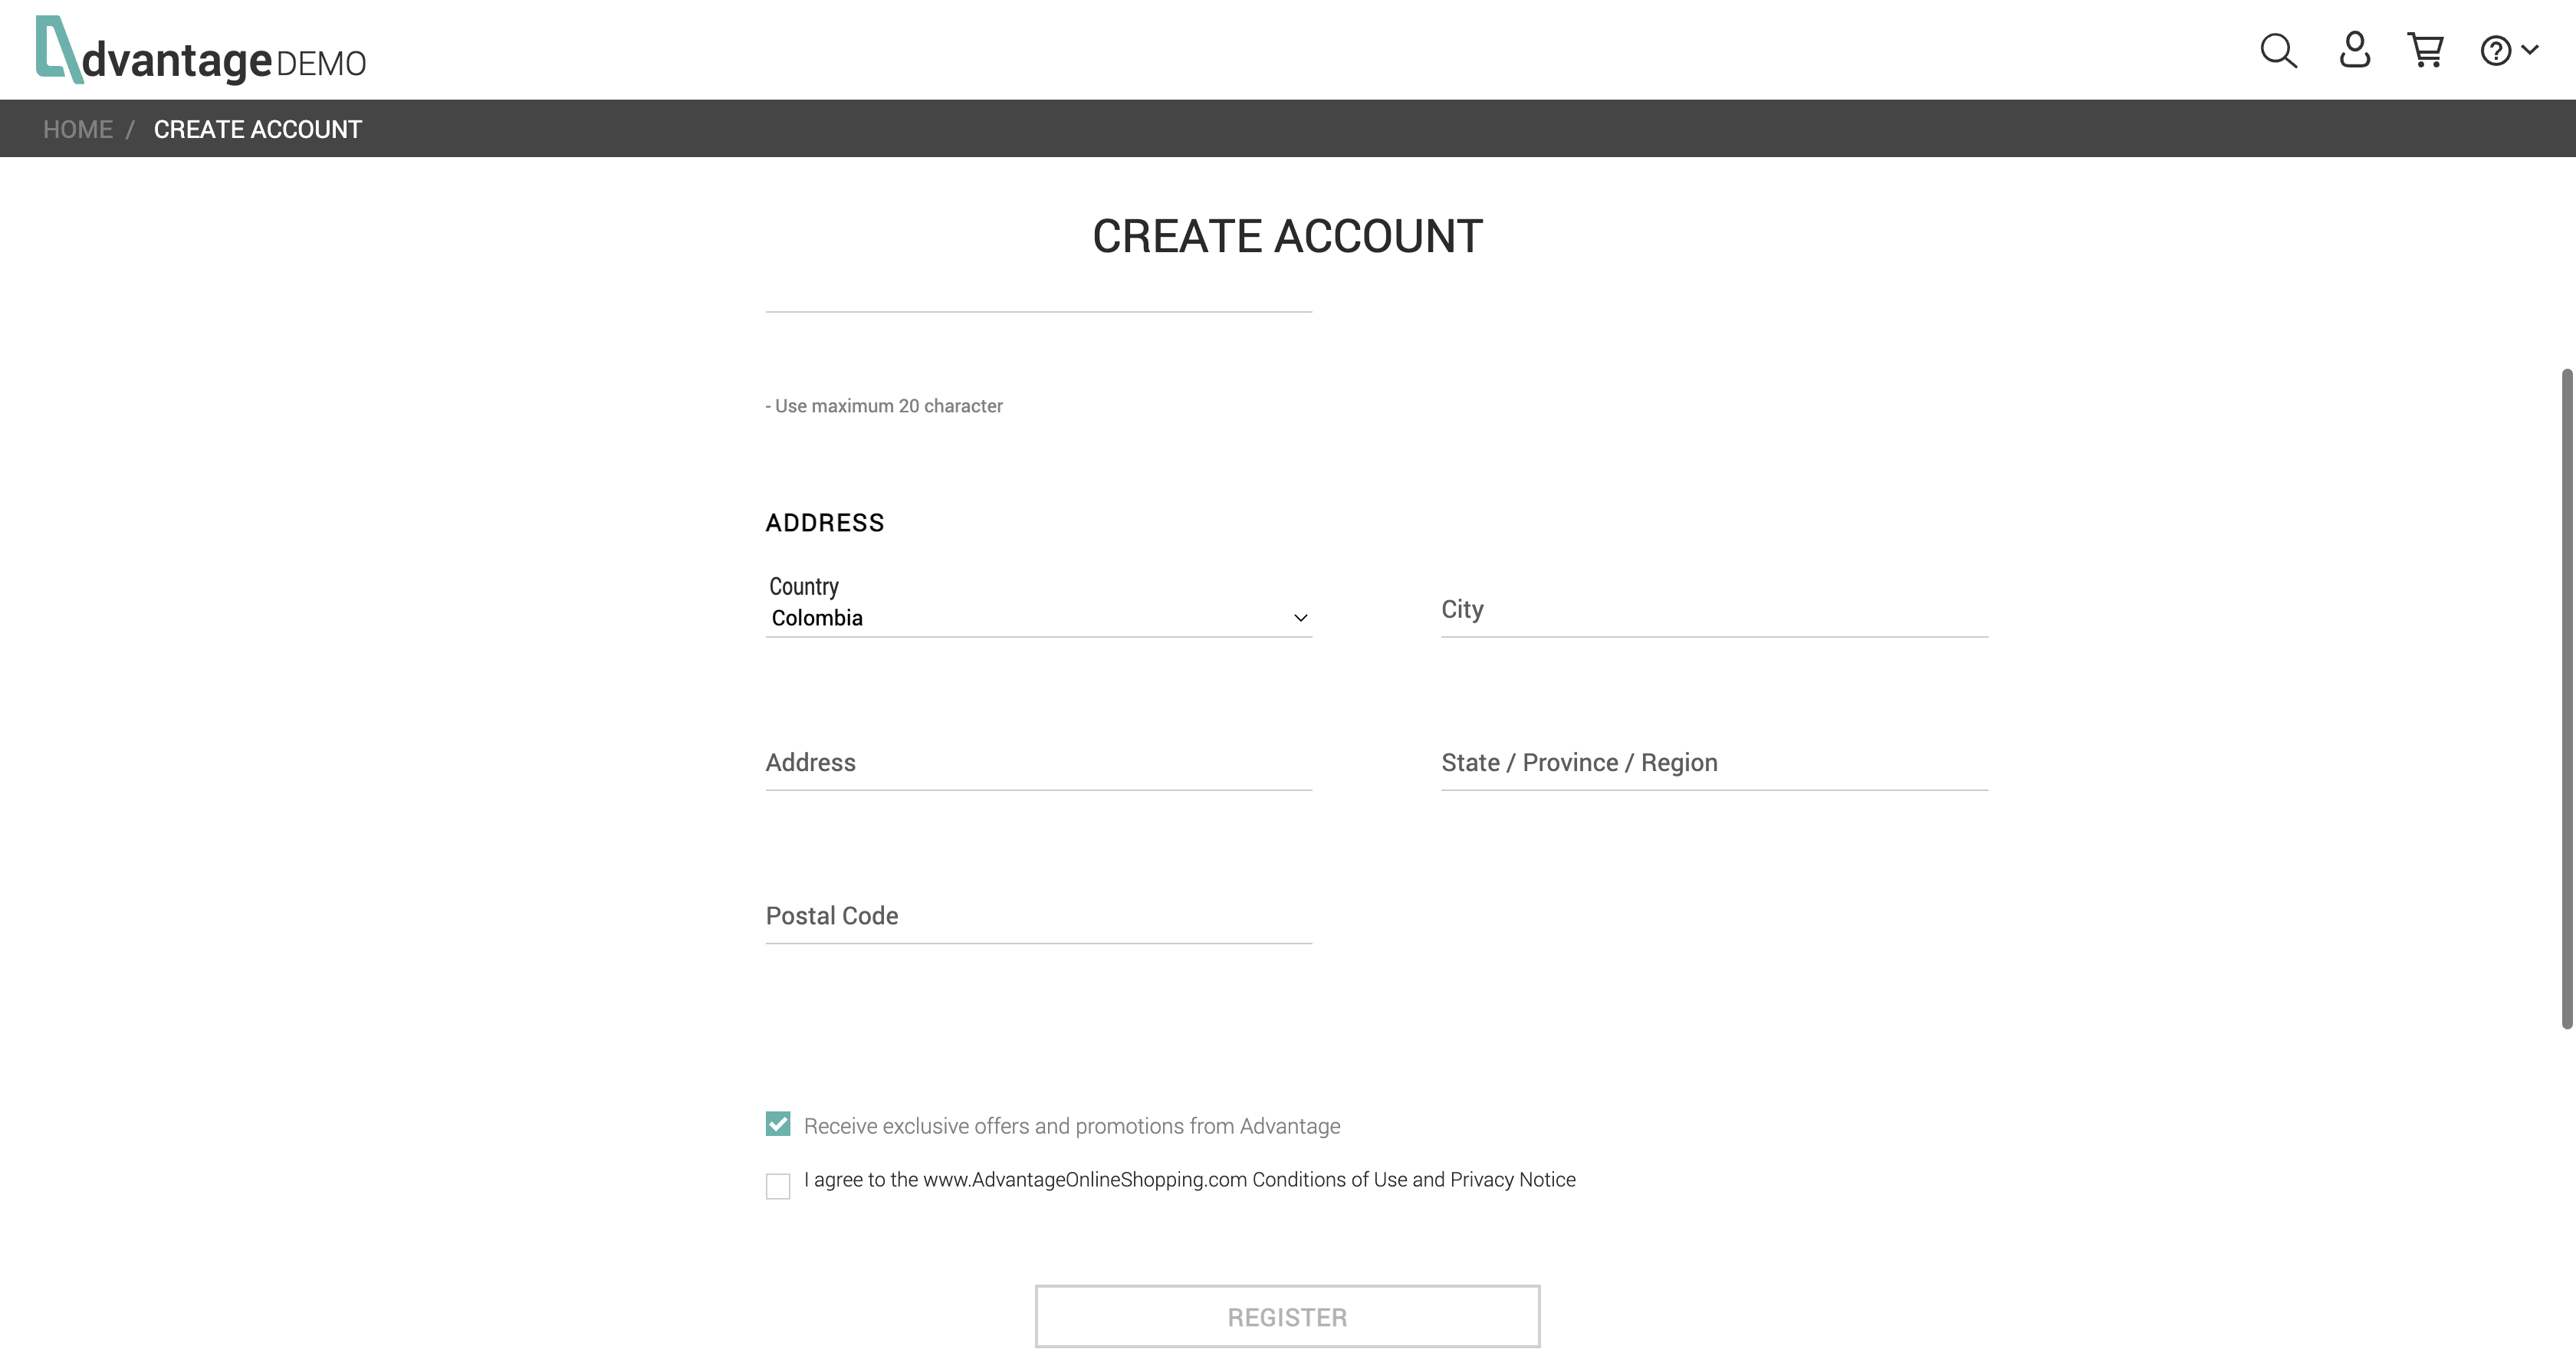 dvantage DEMO
HOME / CREATE ACCOUNT
CREATE ACCOUNT
- Use maximum 20 character
ADDRESS
Country
Colombia
City
Address
State / Province / Region
Postal Code
Receive exclusive offers and promotions from Advantage
I agree to the www.AdvantageOnlineShopping.com Conditions of Use and Privacy Notice
REGISTER